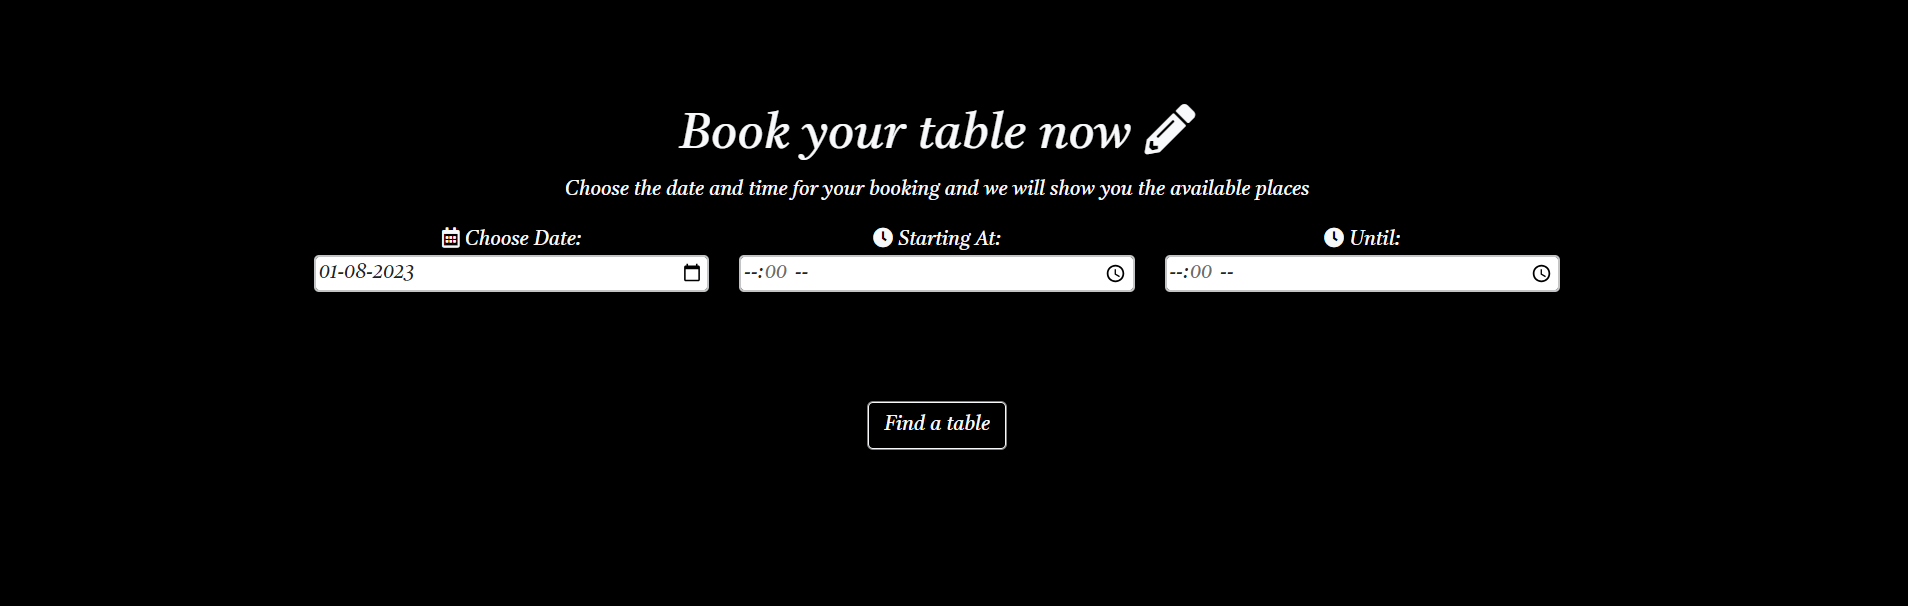 Book your table now
Choose the date and time for your booking and we will show you the available places
Choose Date: Starting At: Until:
01-08-2023 --:00 -- --:00 --
Find a table